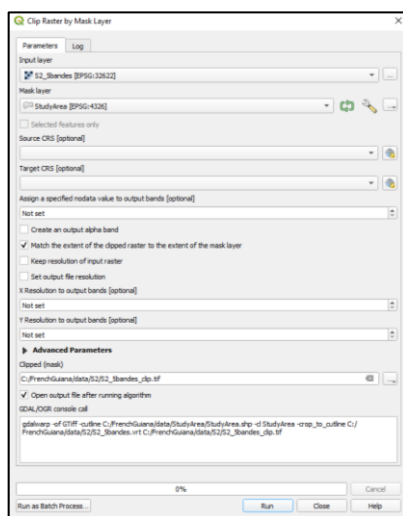 Clip Raster by Mask Layer
Parameters Log
Input layer
S2_5bandes [EPSG:32622]
Mask layer
StudyArea [EPSG:4326]
Selected features only
Source CRS [optional]
Target CRS [optional]
Assign a specified nodata value to output bands [optional]
Not set
Create an output alpha band
Match the extent of the clipped raster to the extent of the mask layer
Keep resolution of input raster
Set output file resolution
X Resolution to output bands [optional]
Not set
Y Resolution to output bands [optional]
Not set
Advanced Parameters
Clipped (mask)
C:/FrenchGuiana/data/S2/S2_5bandes_clip.tif
Open output file after running algorithm
GDAL/OGR console call
gdalwarp -of GTiff -cutline C:/FrenchGuiana/data/StudyArea/StudyArea.shp -cl StudyArea -crop_to_cutline C:/
FrenchGuiana/data/S2/S2_5bandes.vrt C:/FrenchGuiana/data/S2/S2_5bandes_clip.tif
0% Cancel
Run as Batch Process... Run Close Help